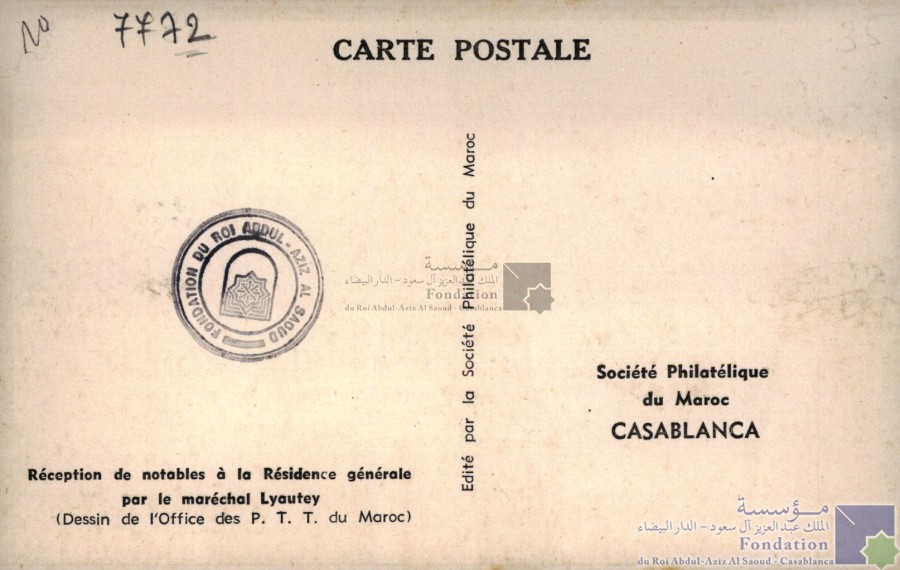 No 7772
35
CARTE POSTALE
Edité par la Société Philatélique du Maroc
FONDATION DU ROI ABDUL-AZIZ AL SAOUD
مؤسسة
الملك عبد العزيز آل سعود - الدار البيضاء
Fondation
du Roi Abdul-Aziz Al Saoud - Casablanca
Société Philatélique
du Maroc
CASABLANCA
Réception de notables à la Résidence générale
par le maréchal Lyautey
(Dessin de l'Office des P. T. T. du Maroc)
مؤسسة
الملك عبد العزيز آل سعود - الدار البيضاء
Fondation
du Roi Abdul-Aziz Al Saoud - Casablanca